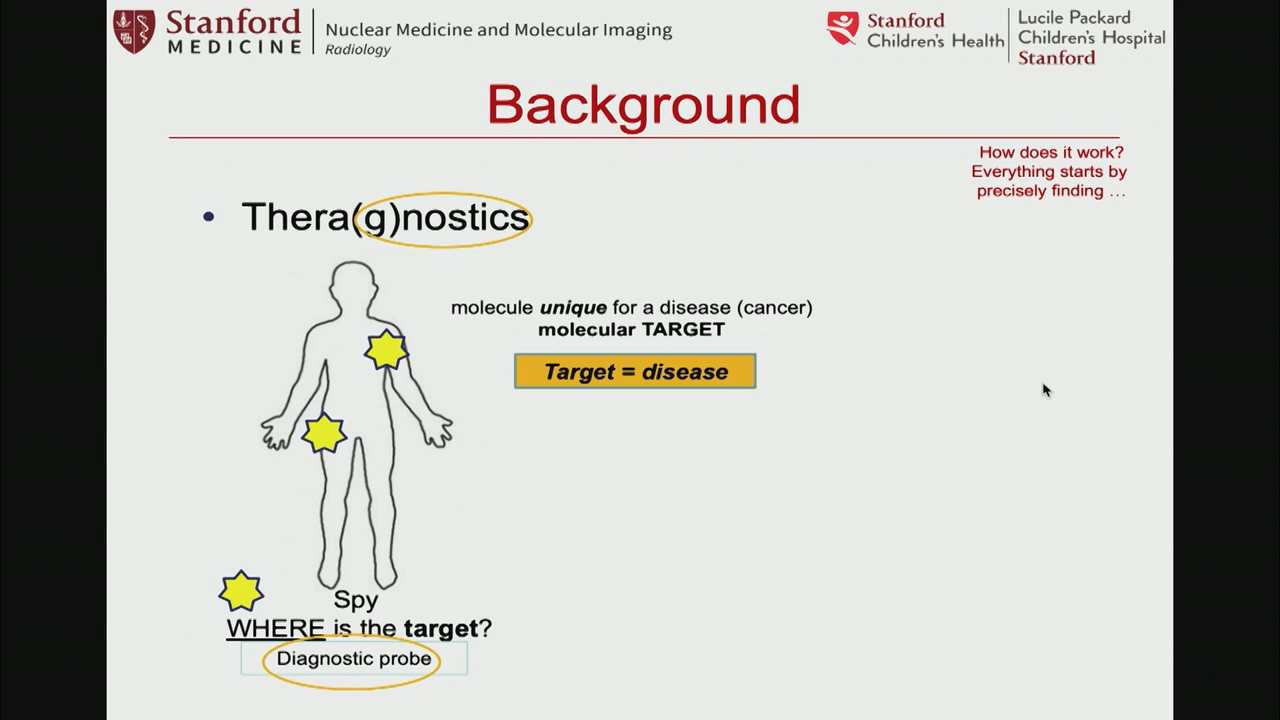 Stanford
MEDICINE
Nuclear Medicine and Molecular Imaging
Radiology
Stanford
Children's Health
Lucile Packard
Children's Hospital
Stanford
Background
How does it work?
Everything starts by
precisely finding ...
• Thera(g)nostics
molecule unique for a disease (cancer)
molecular TARGET
Target = disease
Spy
WHERE is the target?
Diagnostic probe